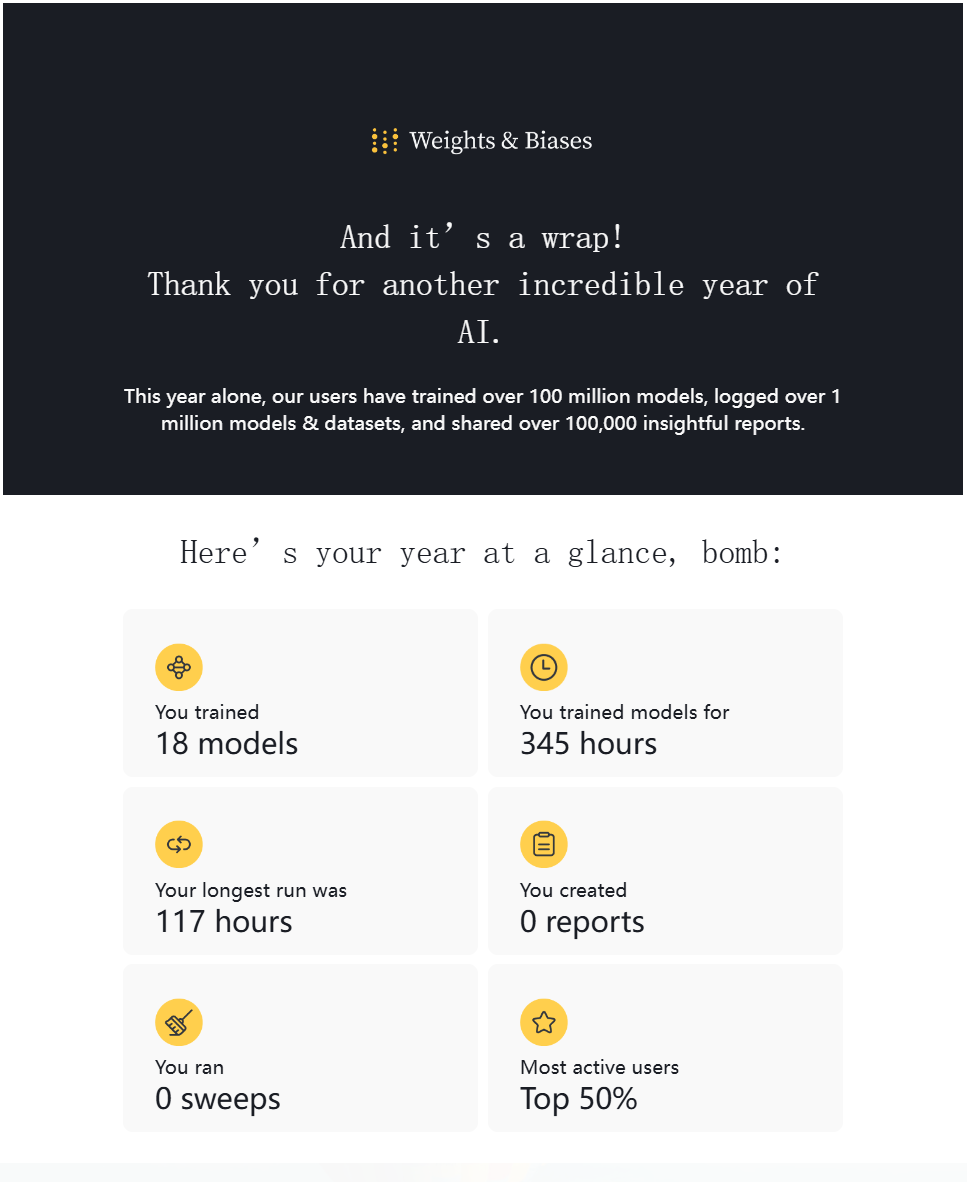 Weights & Biases
And it’s a wrap!
Thank you for another incredible year of
AI.
This year alone, our users have trained over 100 million models, logged over 1
million models & datasets, and shared over 100,000 insightful reports.
Here’s your year at a glance, bomb:
You trained
18 models
You trained models for
345 hours
Your longest run was
117 hours
You created
0 reports
You ran
0 sweeps
Most active users
Top 50%